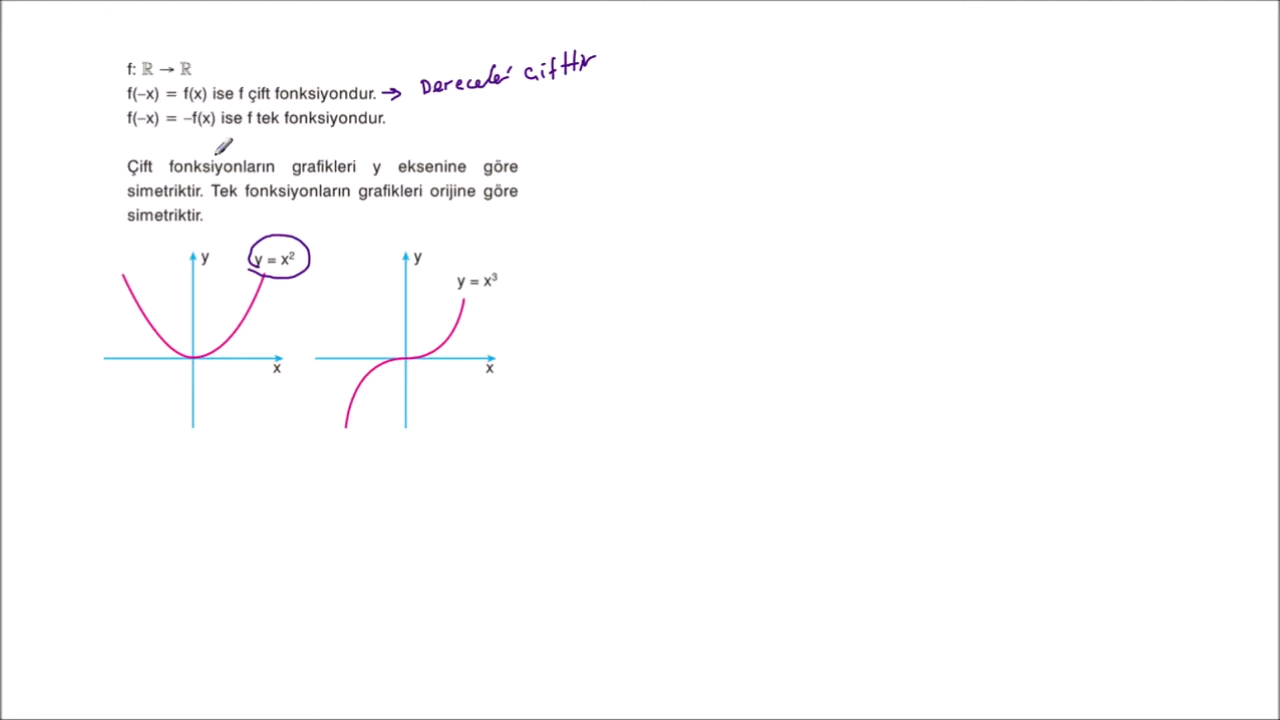 f: ℝ → ℝ
f(−x) = f(x) ise f çift fonksiyondur. → Dereceleri çifttir
f(−x) = −f(x) ise f tek fonksiyondur.
Çift fonksiyonların grafikleri y eksenine göre
simetriktir. Tek fonksiyonların grafikleri orijine göre
simetriktir.
y y = x²
x
y
y = x³
x